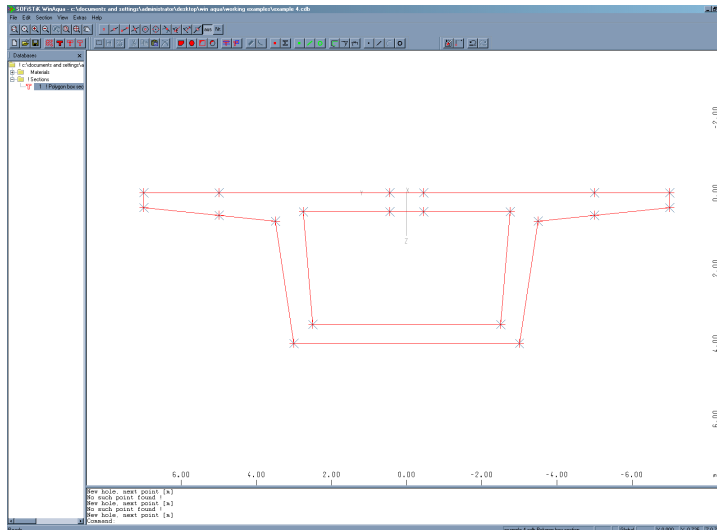 SOFiSTiK WinAqua - c:\documents and settings\administrator\desktop\win aqua\working examples\example 4.cdb
File Edit Section View Extras Help
Databases
! c:\documents and settings\a
Materials
! Sections
1 ! Polygon box sec
-2.00
0.00
2.00
4.00
6.00
Z
6.00 4.00 2.00 0.00 -2.00 -4.00 -6.00 m
New hole, next point [m]
No such point found !
New hole, next point [m]
No such point found !
New hole, next point [m]
Command:
Ready